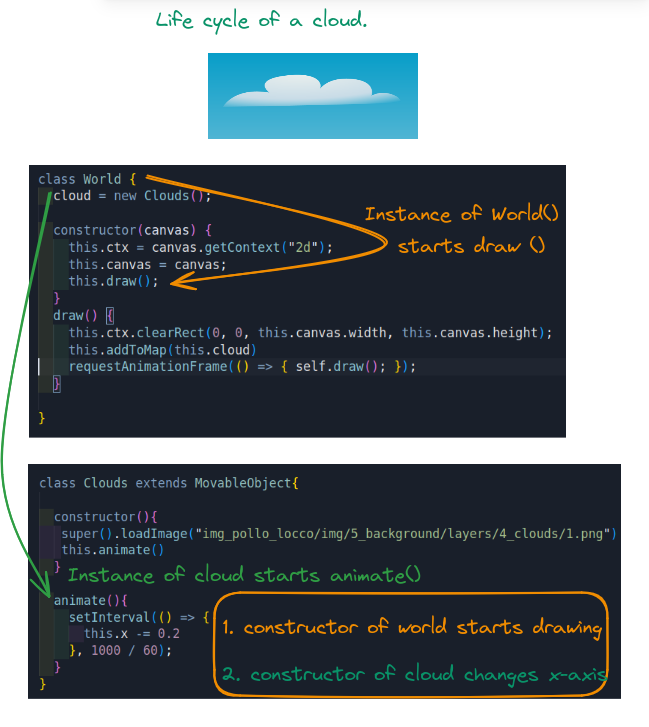 Life cycle of a cloud.
class World {
cloud = new Clouds();
constructor(canvas) {
this.ctx = canvas.getContext("2d");
this.canvas = canvas;
this.draw();
}
draw() {
this.ctx.clearRect(0, 0, this.canvas.width, this.canvas.height);
this.addToMap(this.cloud)
requestAnimationFrame(() => { self.draw(); });
}
}
Instance of World()
starts draw ()
class Clouds extends MovableObject{
constructor(){
super().loadImage("img_pollo_locco/img/5_background/layers/4_clouds/1.png")
this.animate()
}
Instance of cloud starts animate()
animate(){
setInterval(() => {
this.x -= 0.2
}, 1000 / 60);
}
}
1. constructor of world starts drawing
2. constructor of cloud changes x-axis